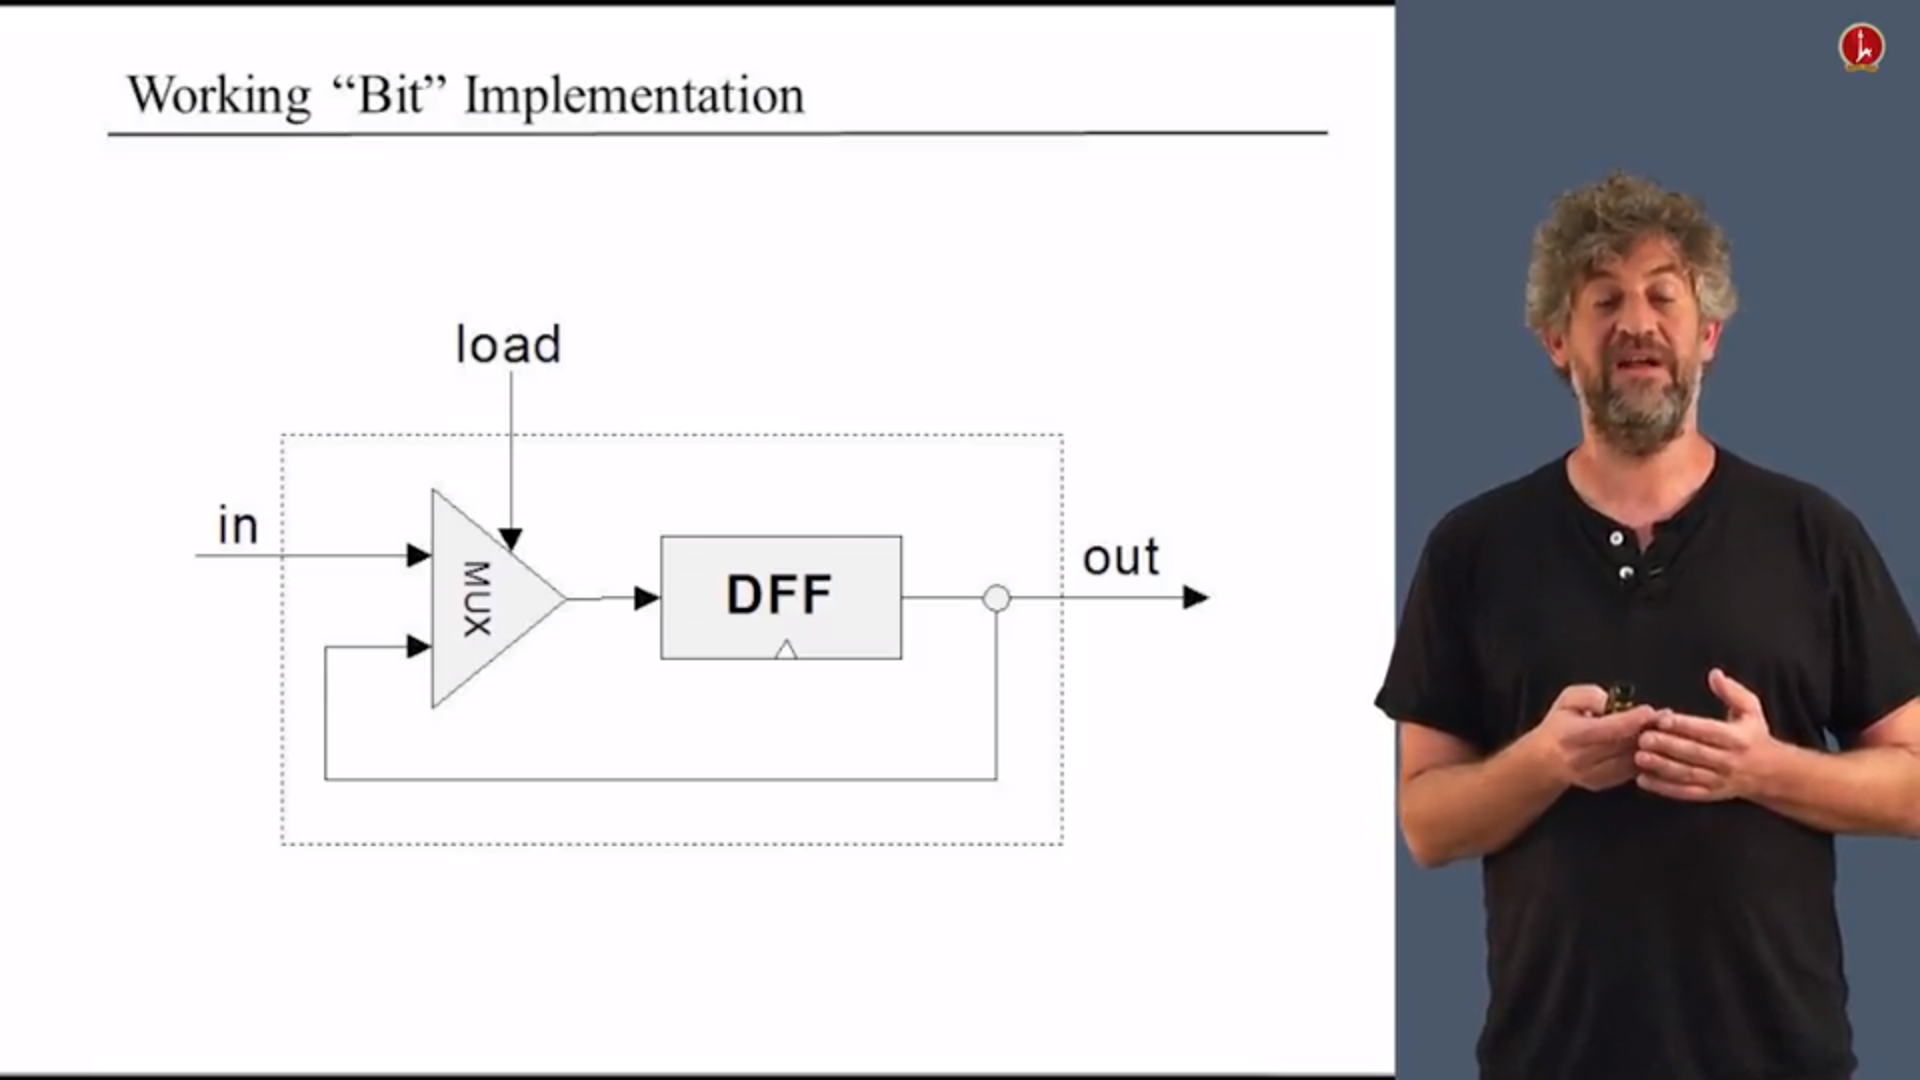 Working “Bit” Implementation
load
in
MUX
DFF
out